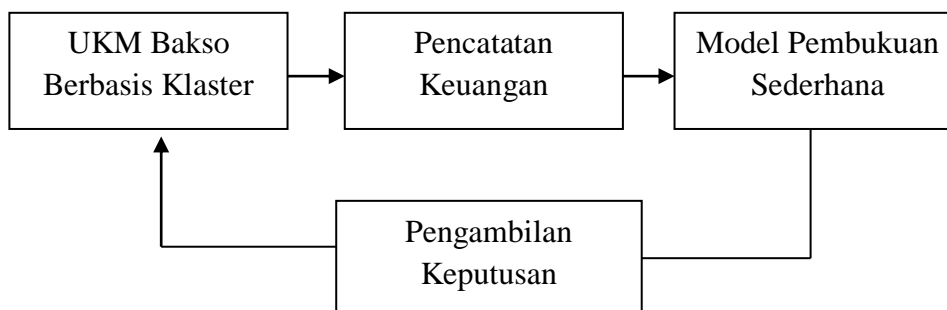 UKM Bakso
Berbasis Klaster
Pencatatan
Keuangan
Model Pembukuan
Sederhana
Pengambilan
Keputusan